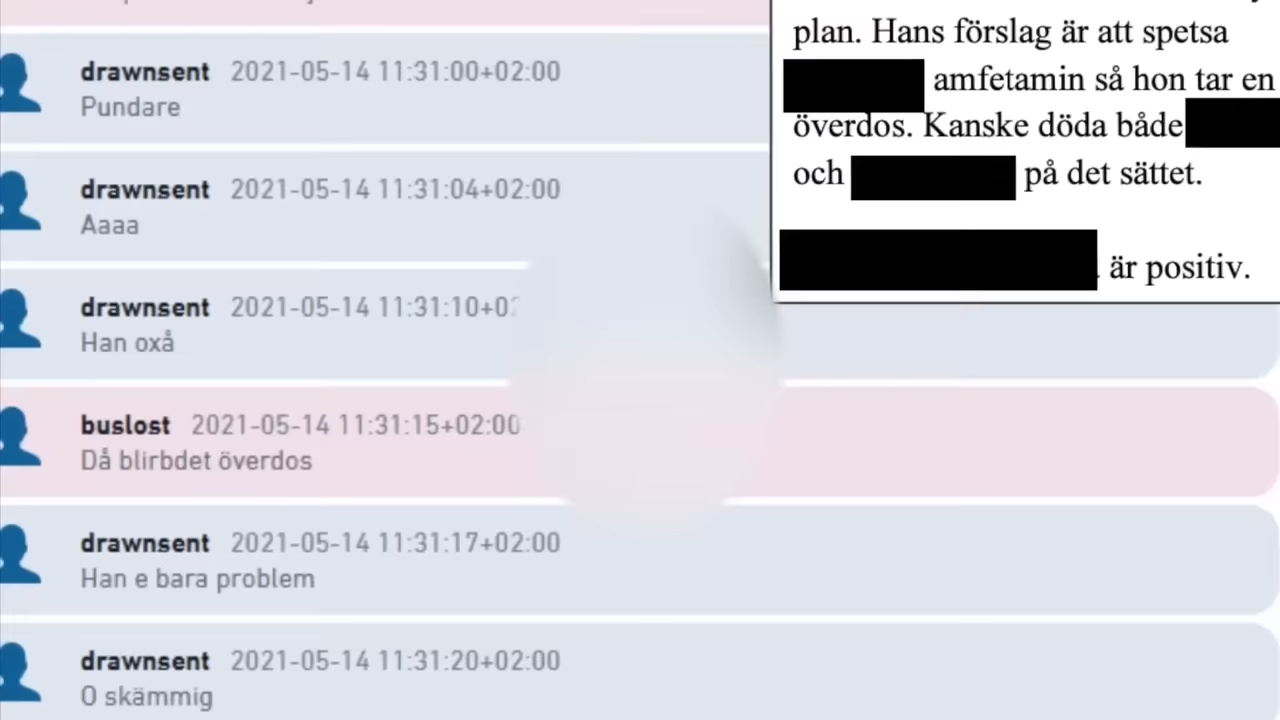 drawnsent 2021-05-14 11:31:00+02:00
Pundare
drawnsent 2021-05-14 11:31:04+02:00
Aaaa
drawnsent 2021-05-14 11:31:10+02
Han oxå
buslost 2021-05-14 11:31:15+02:00
Då blirbdet överdos
drawnsent 2021-05-14 11:31:17+02:00
Han e bara problem
drawnsent 2021-05-14 11:31:20+02:00
O skämmig
plan. Hans förslag är att spetsa
amfetamin så hon tar en
överdos. Kanske döda både
och på det sättet.
är positiv.